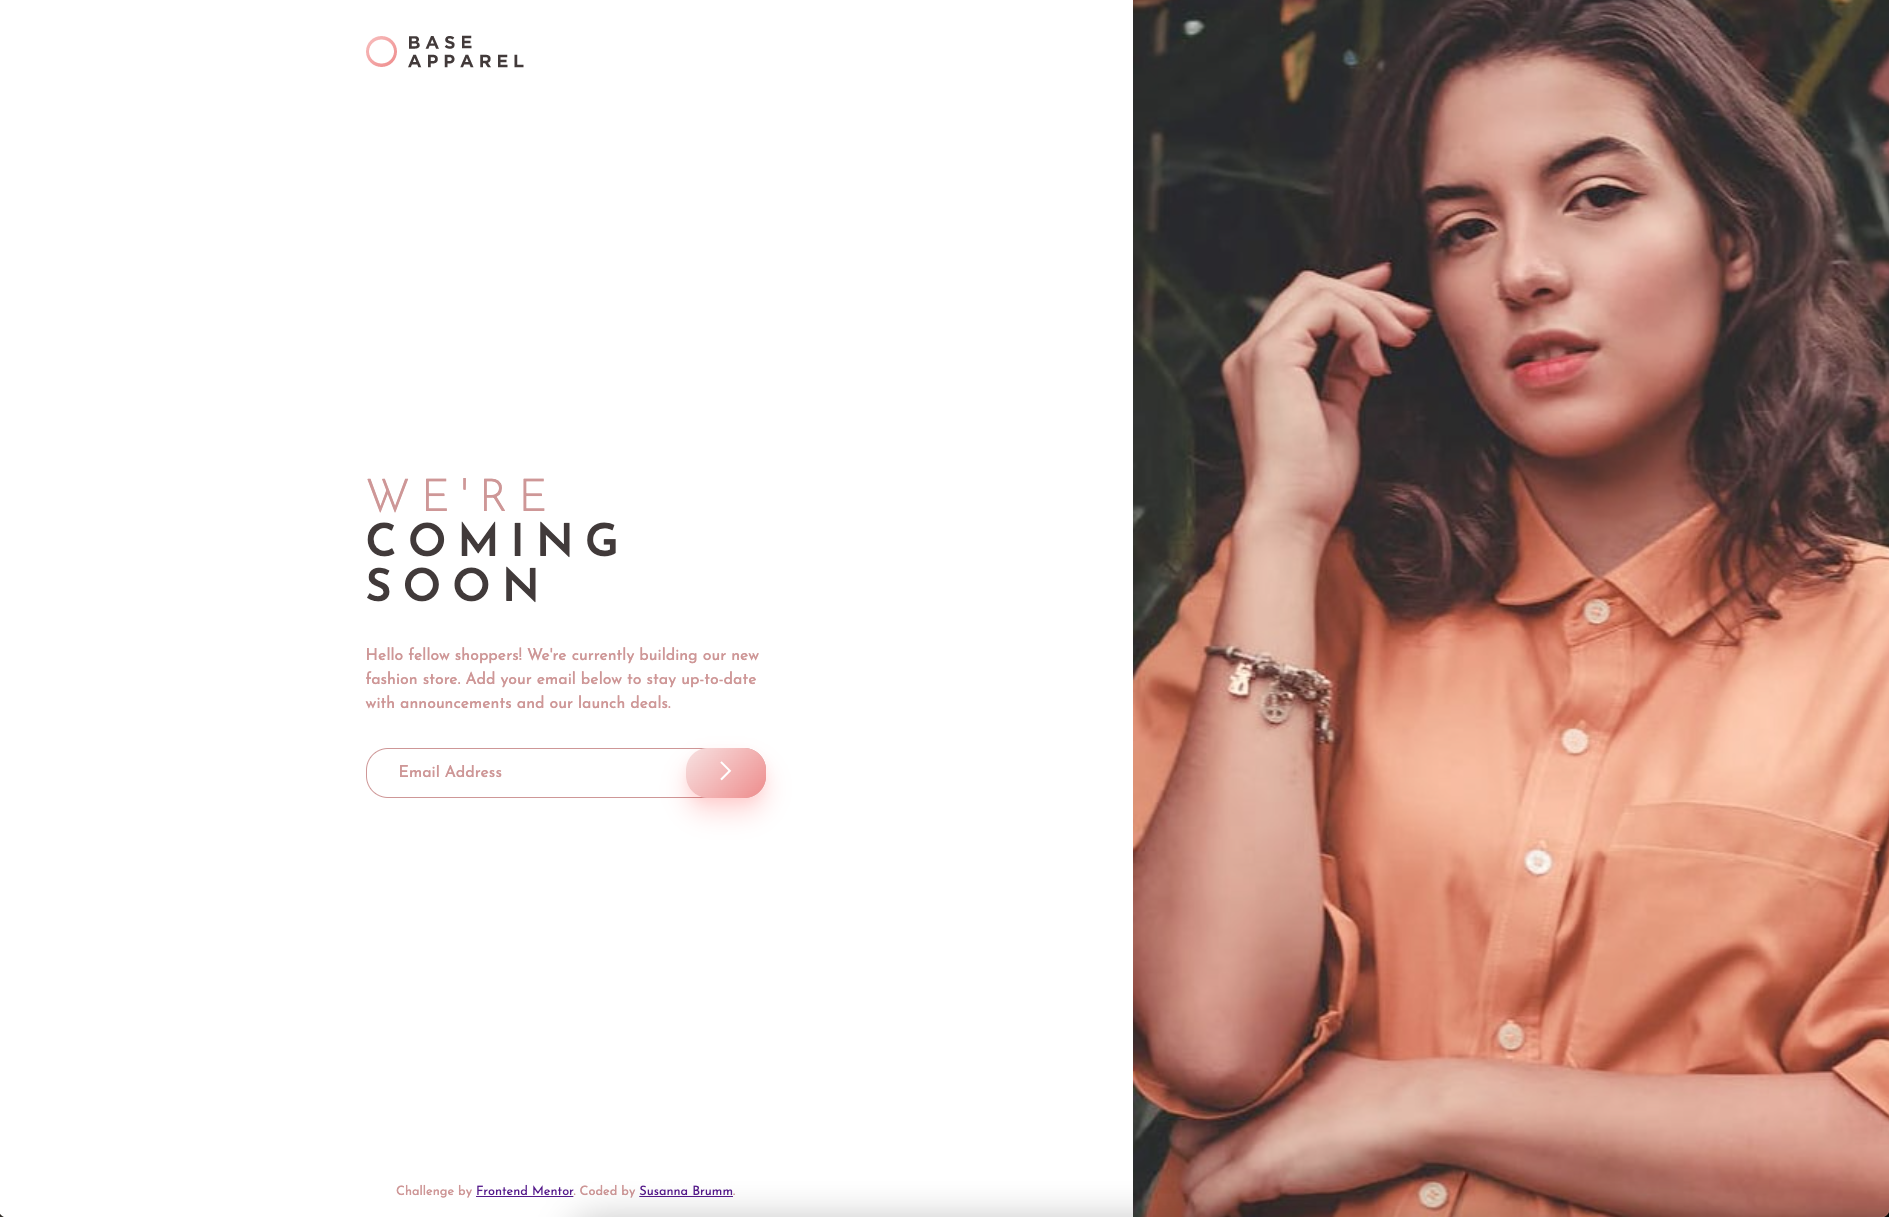 BASE
APPAREL
WE'RE
COMING
SOON
Hello fellow shoppers! We're currently building our new
fashion store. Add your email below to stay up-to-date
with announcements and our launch deals.
Email Address
Challenge by Frontend Mentor. Coded by Susanna Brumm.